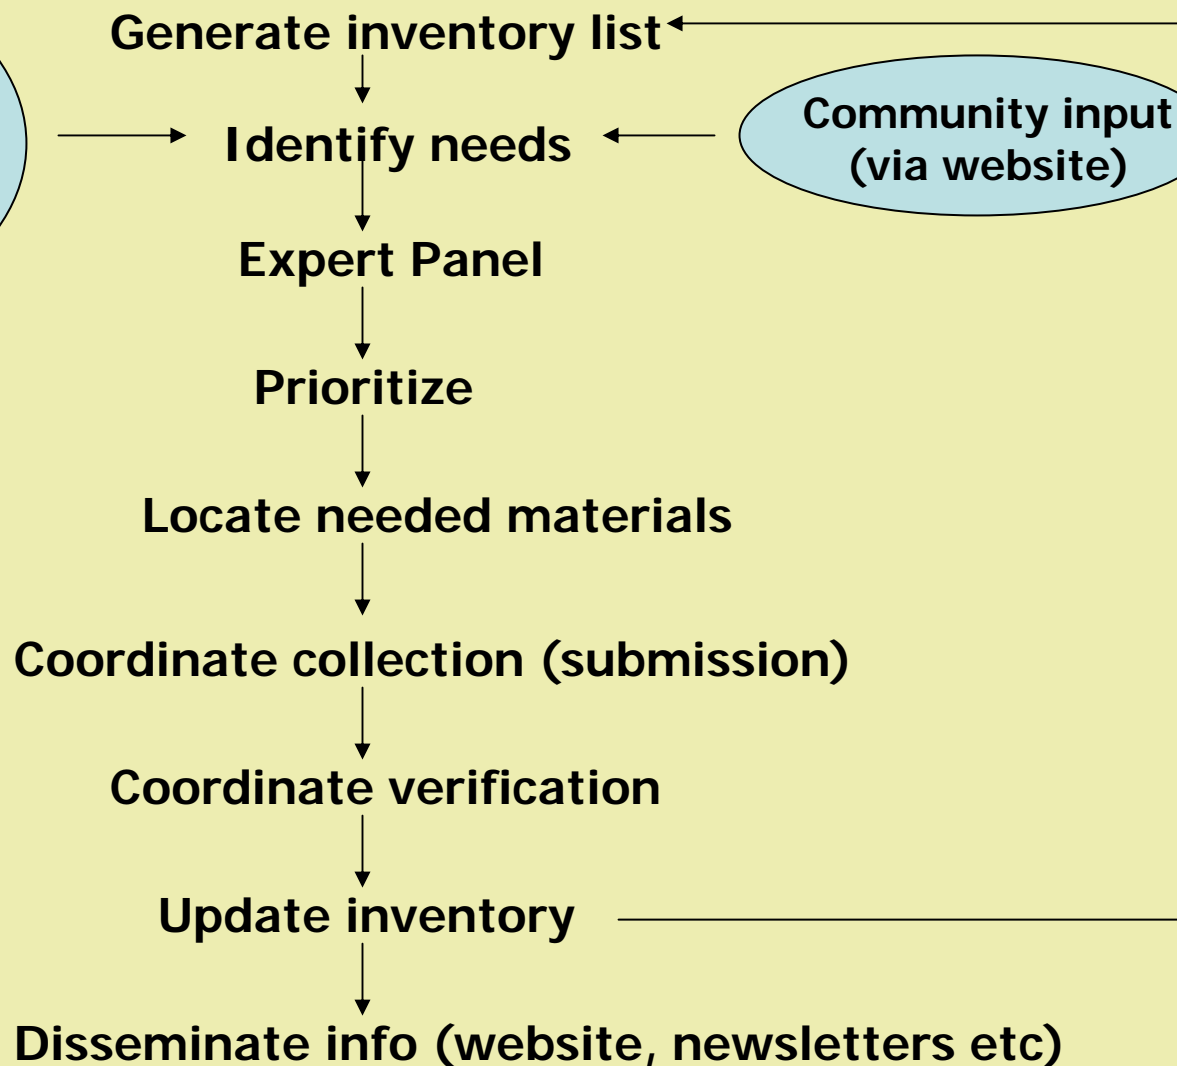 Generate inventory list
Community input
(via website)
Identify needs
Expert Panel
Prioritize
Locate needed materials
Coordinate collection (submission)
Coordinate verification
Update inventory
Disseminate info (website, newsletters etc)